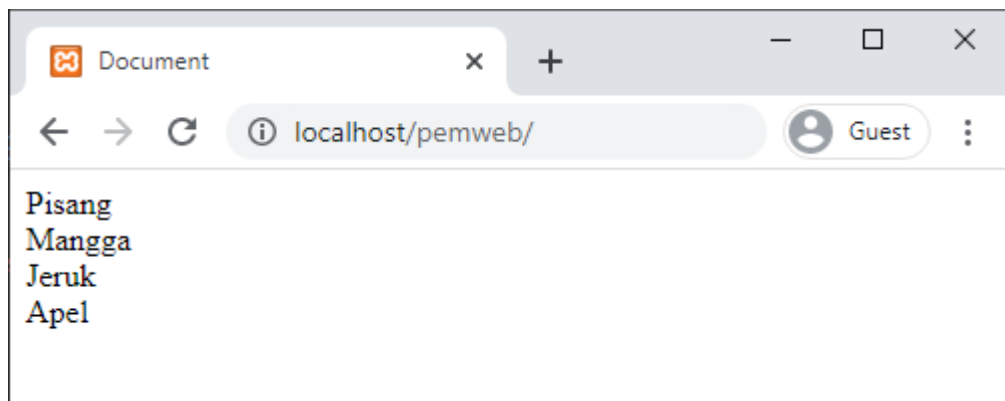 Document
localhost/pemweb/
Guest
Pisang
Mangga
Jeruk
Apel